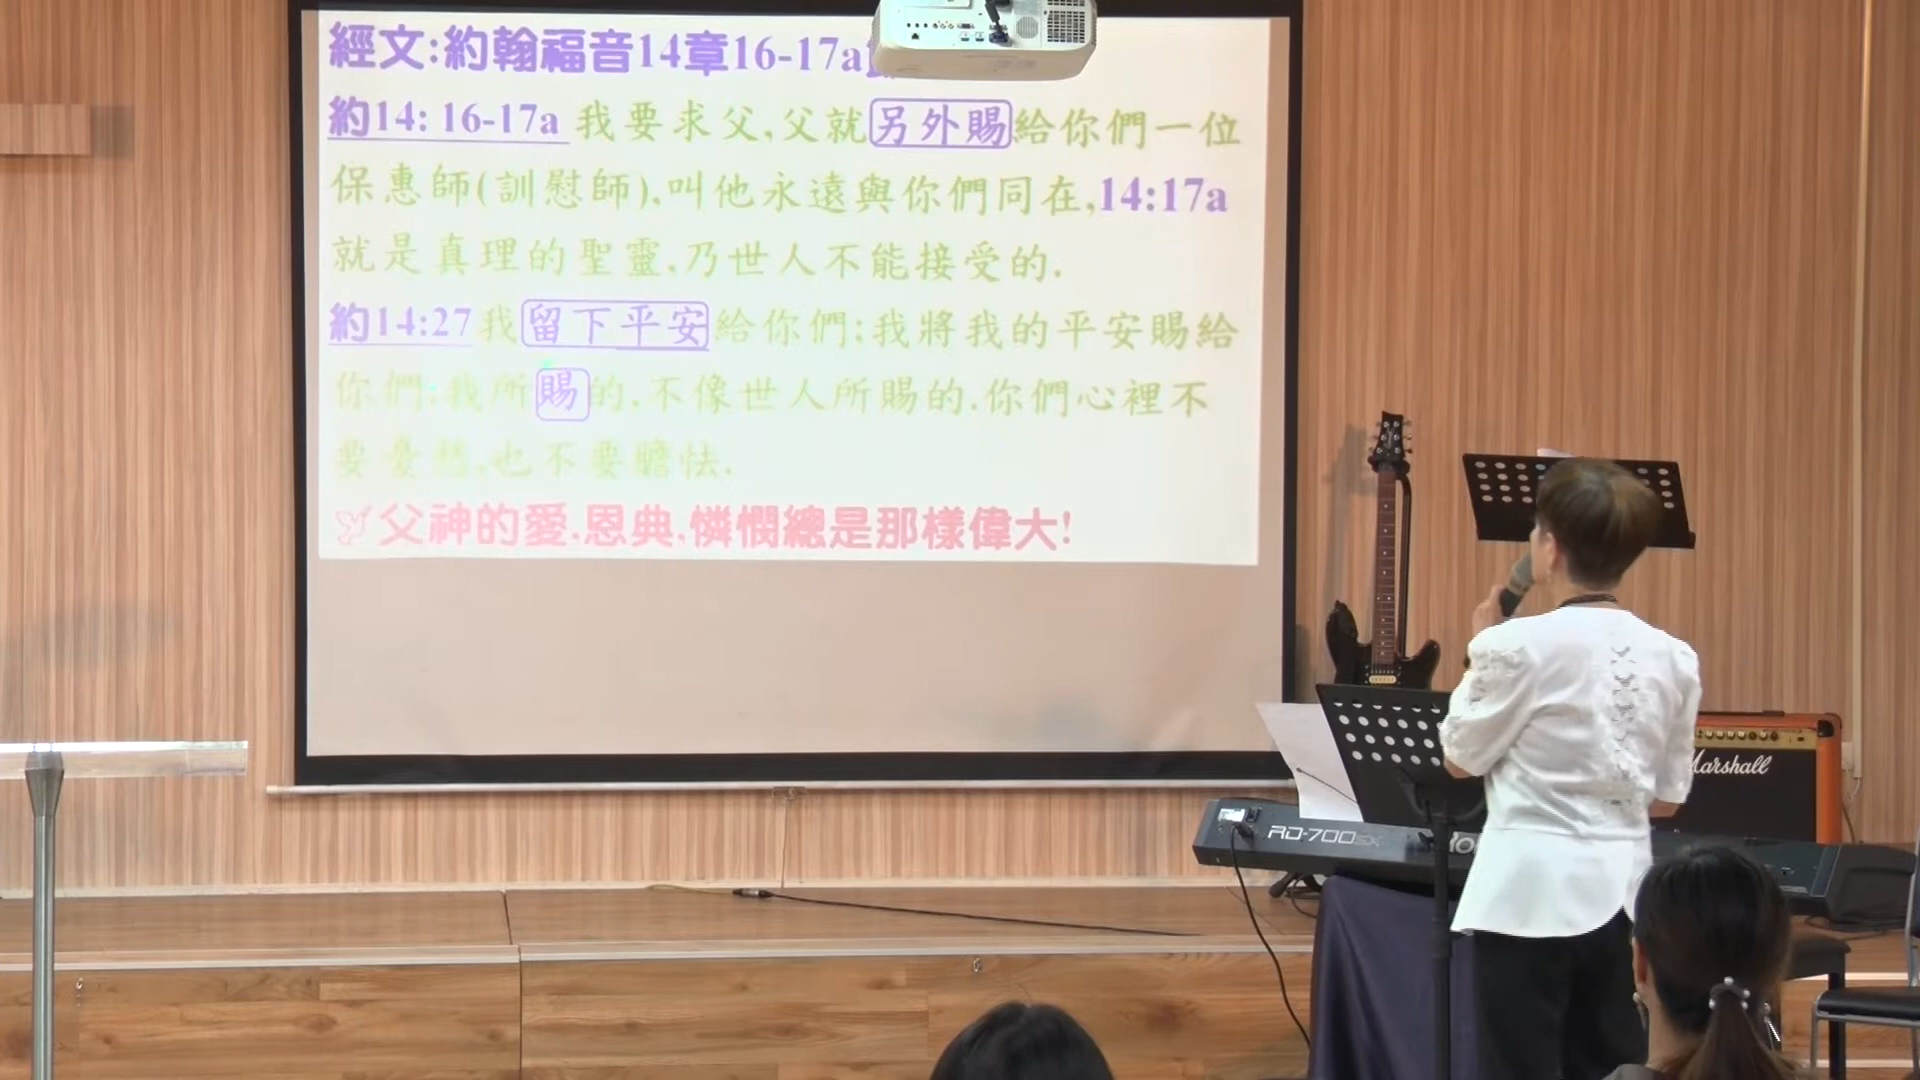 經文:約翰福音14章16-17a
約14: 16-17a 我要求父,父就另外賜給你們一位
保惠師(訓慰師),叫他永遠與你們同在,14:17a
就是真理的聖靈,乃世人不能接受的.
約14:27 我留下平安給你們;我將我的平安賜給
你們;我所賜的,不像世人所賜的.你們心裡不
要憂愁,也不要膽怯.
父神的愛.恩典.憐憫總是那樣偉大!
Marshall
RD-700SX